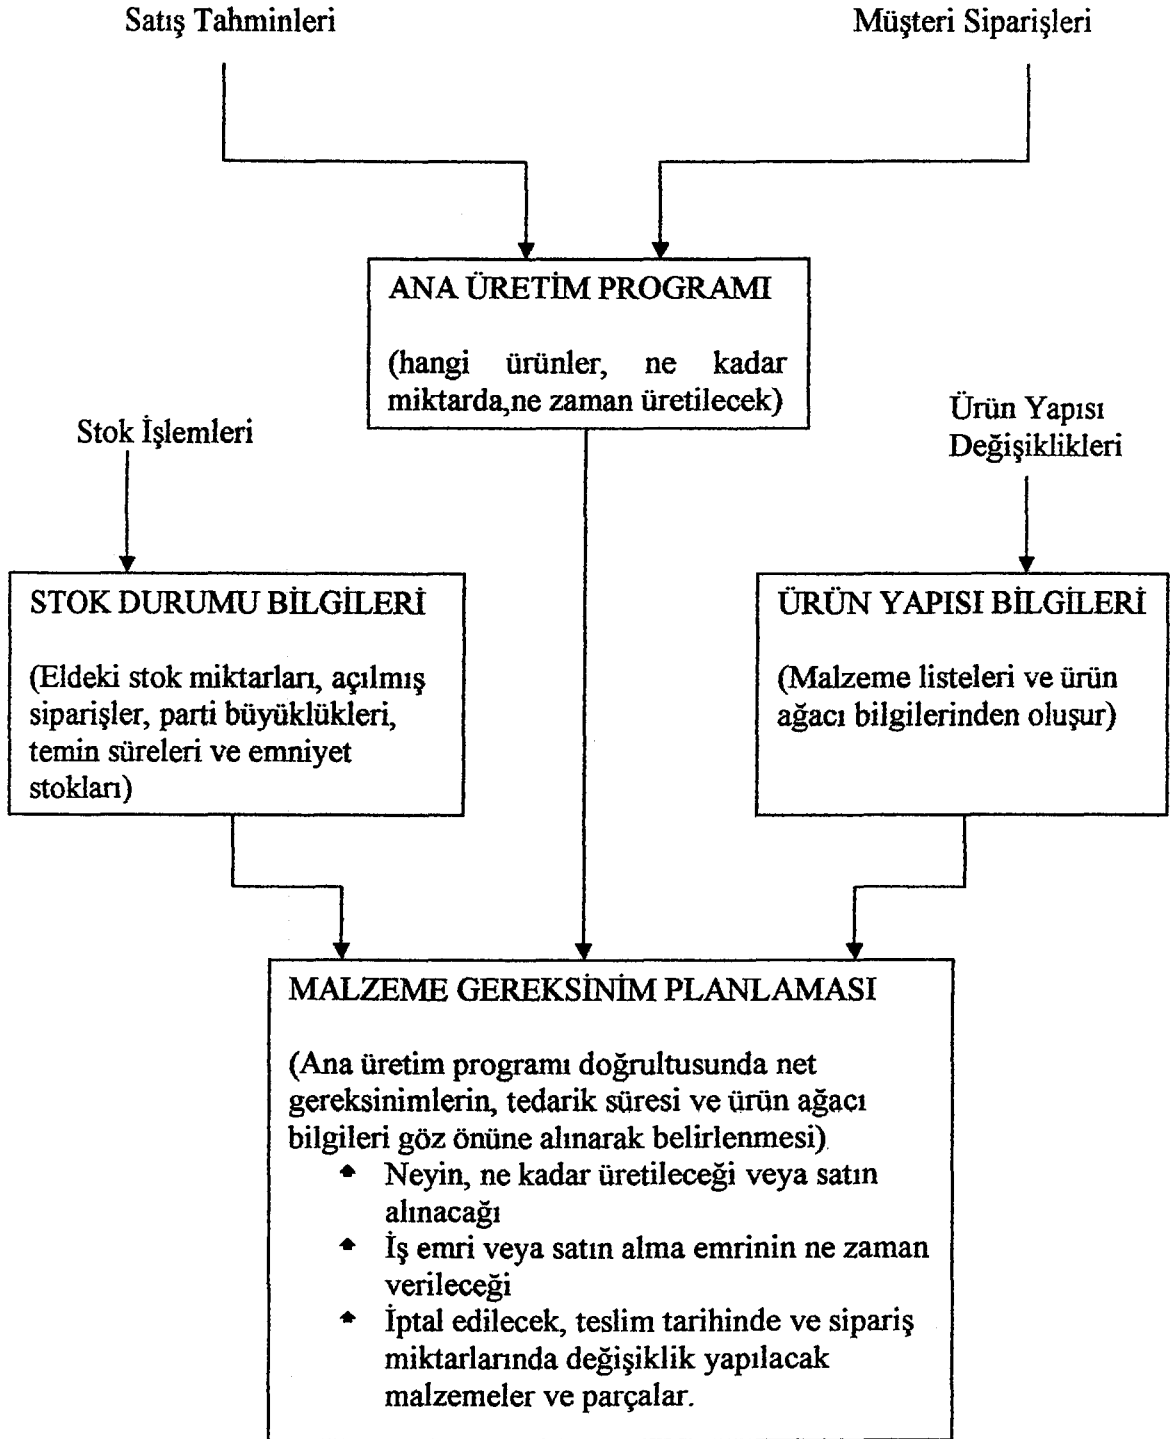 Satış Tahminleri
Müşteri Siparişleri
ANA ÜRETİM PROGRAMI
(hangi ürünler, ne kadar
miktarda,ne zaman üretilecek)
Stok İşlemleri
Ürün Yapısı
Değişiklikleri
STOK DURUMU BİLGİLERİ
(Eldeki stok miktarları, açılmış
siparişler, parti büyüklükleri,
temin süreleri ve emniyet
stokları)
ÜRÜN YAPISI BİLGİLERİ
(Malzeme listeleri ve ürün
ağacı bilgilerinden oluşur)
MALZEME GEREKSİNİM PLANLAMASI
(Ana üretim programı doğrultusunda net
gereksinimlerin, tedarik süresi ve ürün ağacı
bilgileri göz önüne alınarak belirlenmesi)
Neyin, ne kadar üretileceği veya satın
alınacağı
İş emri veya satın alma emrinin ne zaman
verileceği
İptal edilecek, teslim tarihinde ve sipariş
miktarlarında değişiklik yapılacak
malzemeler ve parçalar.